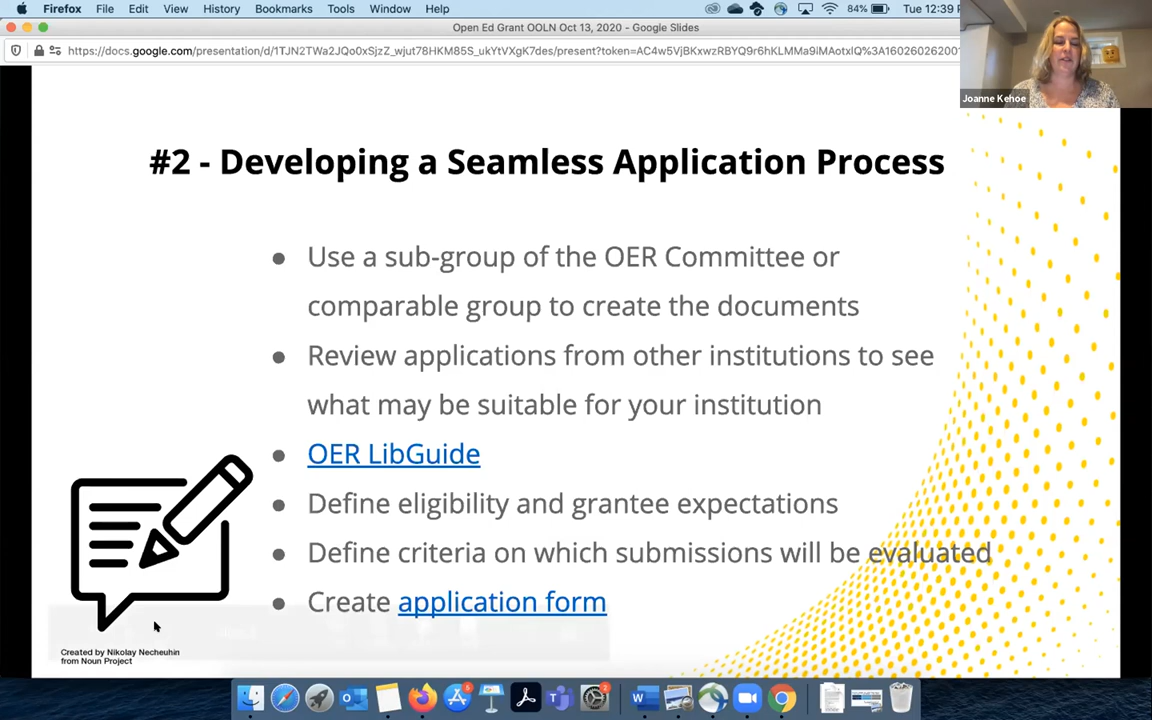 Firefox File Edit View History Bookmarks Tools Window Help 84% Tue 12:39
Open Ed Grant OOLN Oct 13, 2020 - Google Slides
Joanne Kehoe
#2 - Developing a Seamless Application Process
● Use a sub-group of the OER Committee or
comparable group to create the documents
● Review applications from other institutions to see
what may be suitable for your institution
● OER LibGuide
● Define eligibility and grantee expectations
● Define criteria on which submissions will be evaluated
● Create application form
Created by Nikolay Necheuhin
from Noun Project